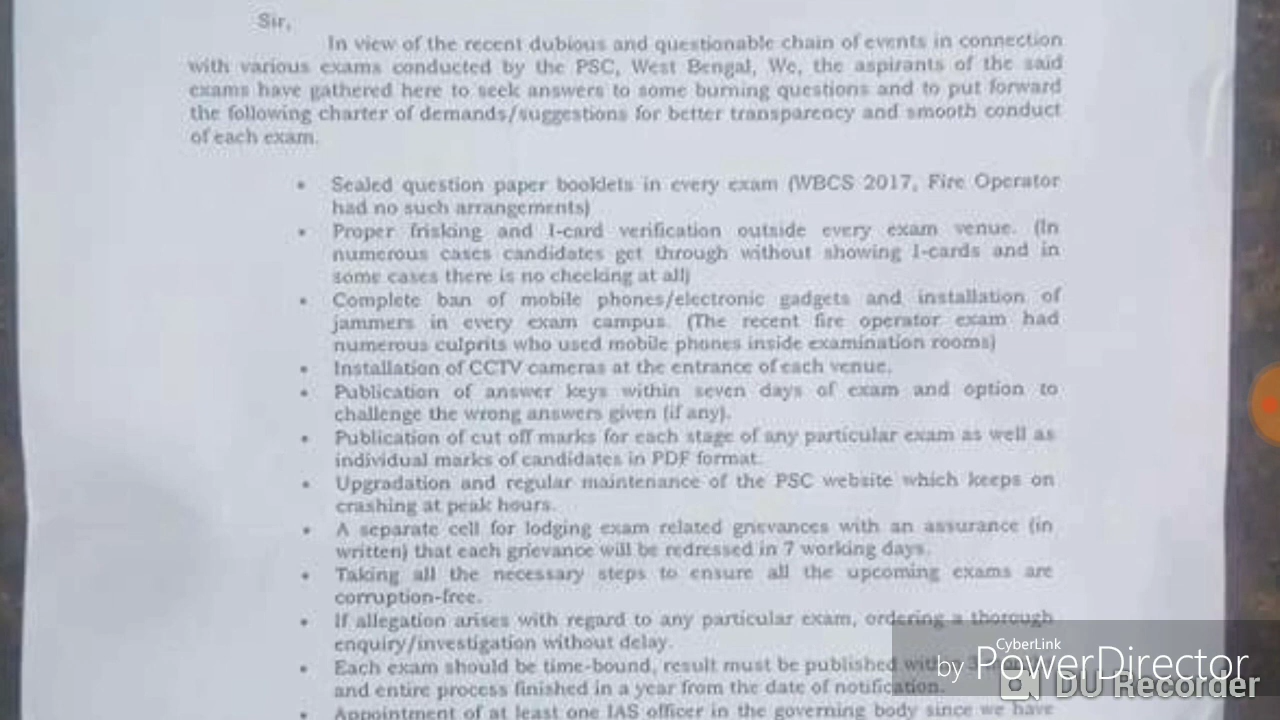 Sir,
In view of the recent dubious and questionable chain of events in connection
with various exams conducted by the PSC, West Bengal, We, the aspirants of the said
exams have gathered here to seek answers to some burning questions and to put forward
the following charter of demands/suggestions for better transparency and smooth conduct
of each exam.
• Sealed question paper booklets in every exam (WBCS 2017, Fire Operator
had no such arrangements)
• Proper frisking and I-card verification outside every exam venue. (In
numerous cases candidates get through without showing I-cards and in
some cases there is no checking at all)
• Complete ban of mobile phones/electronic gadgets and installation of
jammers in every exam campus. (The recent fire operator exam had
numerous culprits who used mobile phones inside examination rooms)
• Installation of CCTV cameras at the entrance of each venue.
• Publication of answer keys within seven days of exam and option to
challenge the wrong answers given (if any).
• Publication of cut off marks for each stage of any particular exam as well as
individual marks of candidates in PDF format.
• Upgradation and regular maintenance of the PSC website which keeps on
crashing at peak hours.
• A separate cell for lodging exam related grievances with an assurance (in
written) that each grievance will be redressed in 7 working days.
• Taking all the necessary steps to ensure all the upcoming exams are
corruption-free.
• If allegation arises with regard to any particular exam, ordering a thorough
enquiry/investigation without delay.
• Each exam should be time-bound, result must be published
and entire process finished in a year from the date of notification.
• Appointment of at least one IAS officer in the governing body since we have
CyberLink
by PowerDirector
DU Recorder